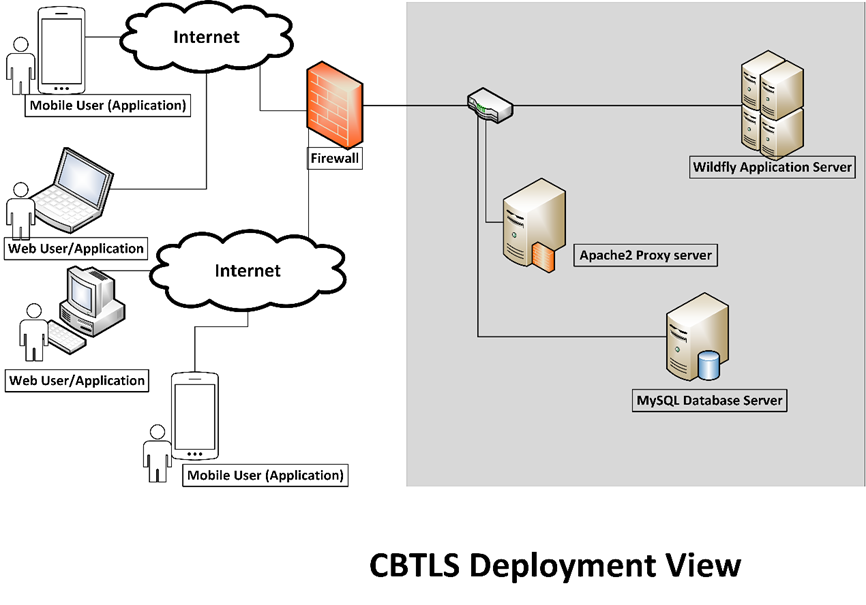 Internet
Mobile User (Application)
Firewall
Wildfly Application Server
Web User/Application
Apache2 Proxy server
Internet
Web User/Application
MySQL Database Server
Mobile User (Application)
CBTLS Deployment View